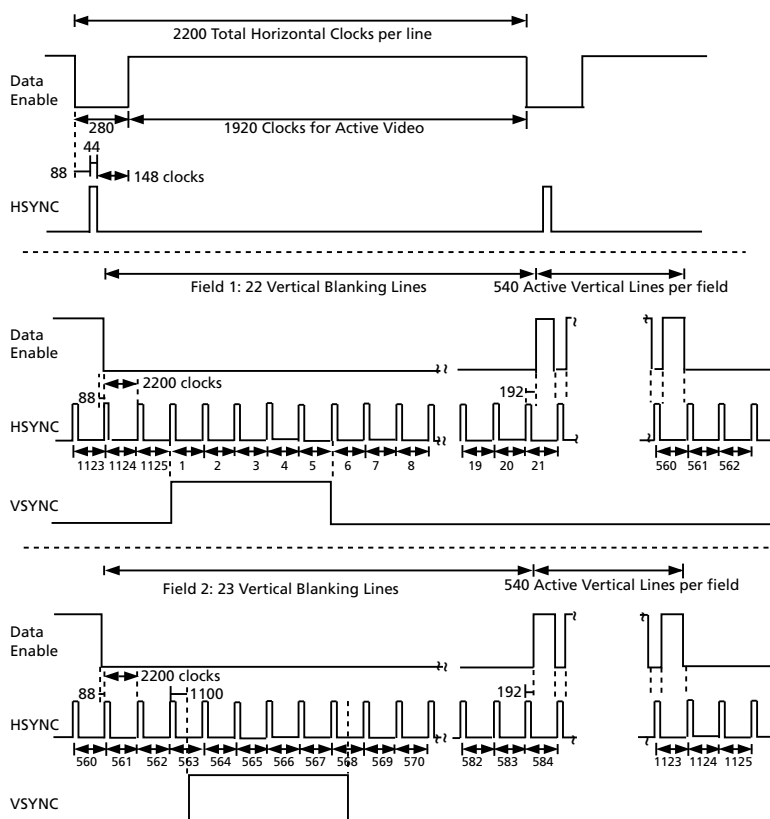 2200 Total Horizontal Clocks per line
Data
Enable
280
1920 Clocks for Active Video
44
88
148 clocks
HSYNC
Field 1: 22 Vertical Blanking Lines
540 Active Vertical Lines per field
Data
Enable
2200 clocks
88
192
HSYNC
1123 1124 1125 1 2 3 4 5 6 7 8 19 20 21 560 561 562
VSYNC
Field 2: 23 Vertical Blanking Lines
540 Active Vertical Lines per field
Data
Enable
2200 clocks
88
1100
192
HSYNC
560 561 562 563 564 565 566 567 568 569 570 582 583 584 1123 1124 1125
VSYNC